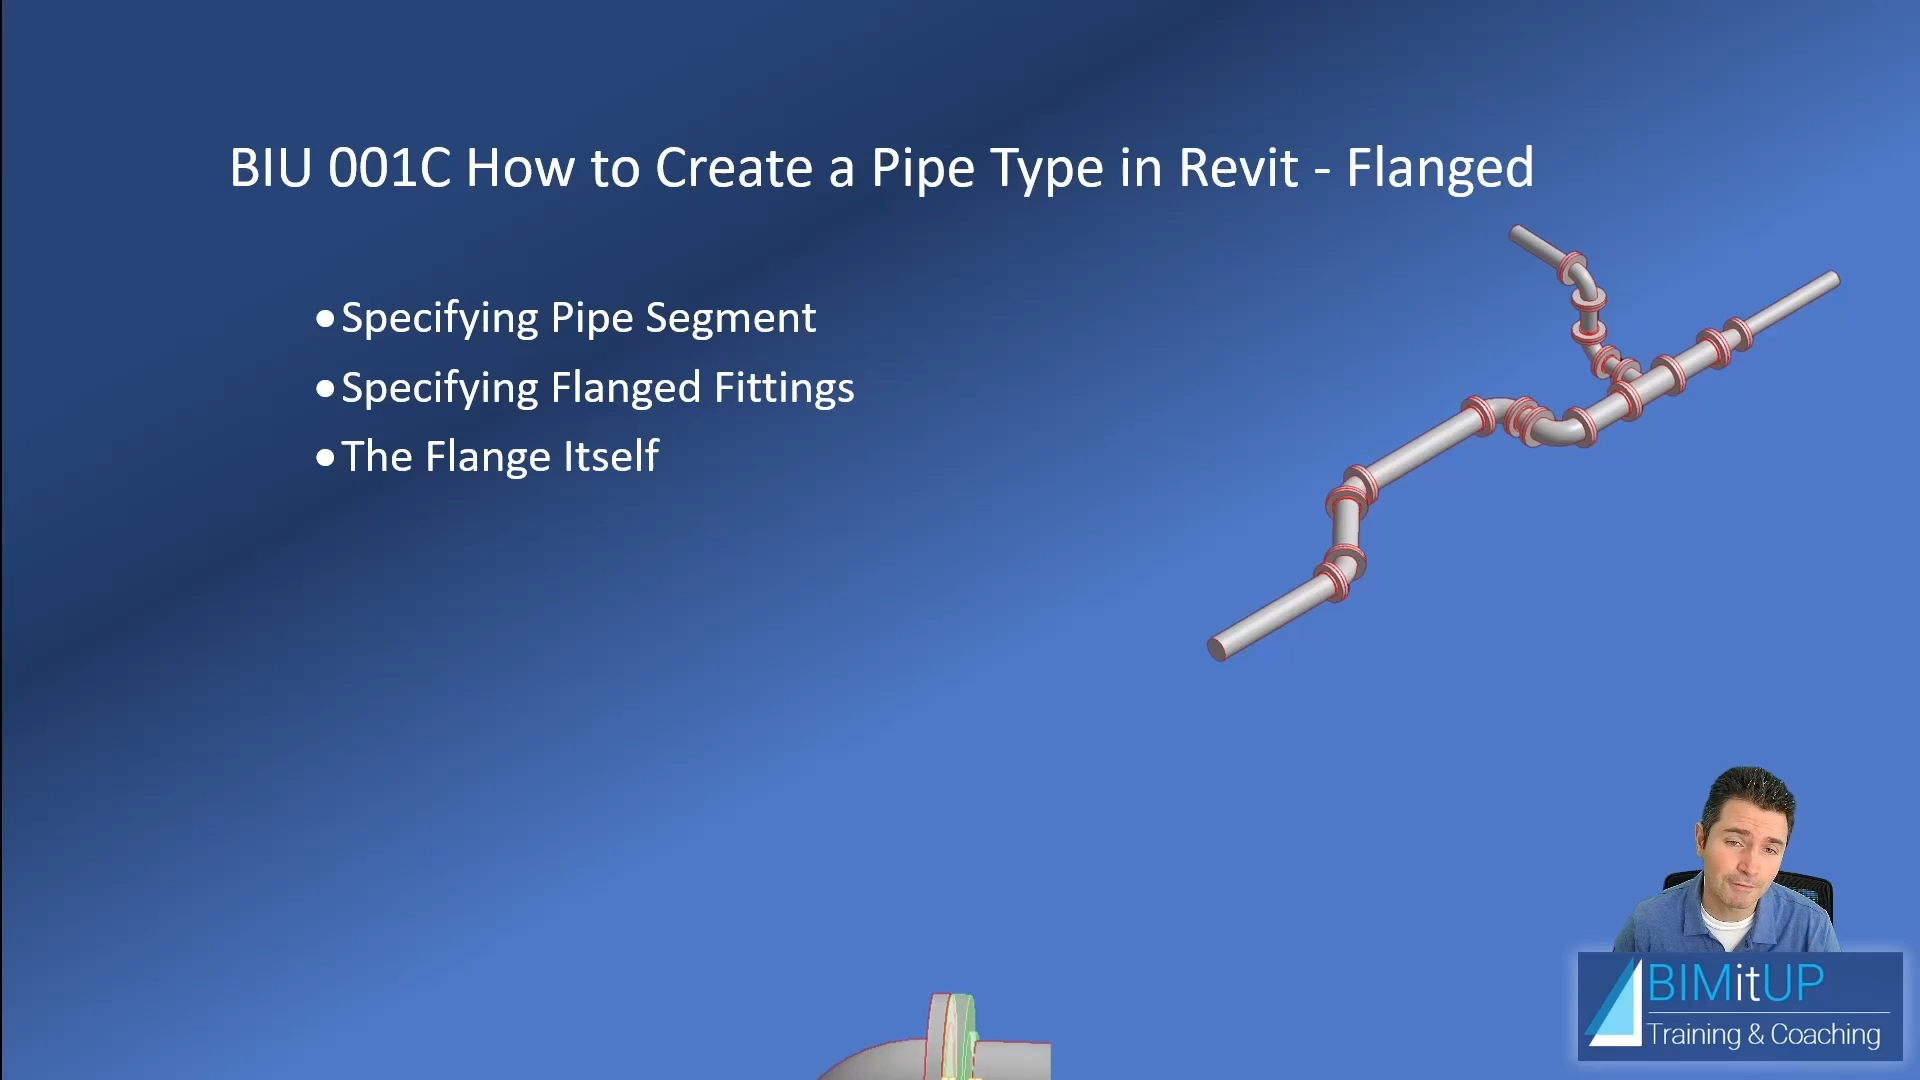 BIU 001C How to Create a Pipe Type in Revit - Flanged
●Specifying Pipe Segment
●Specifying Flanged Fittings
●The Flange Itself
BIMitUP
Training & Coaching